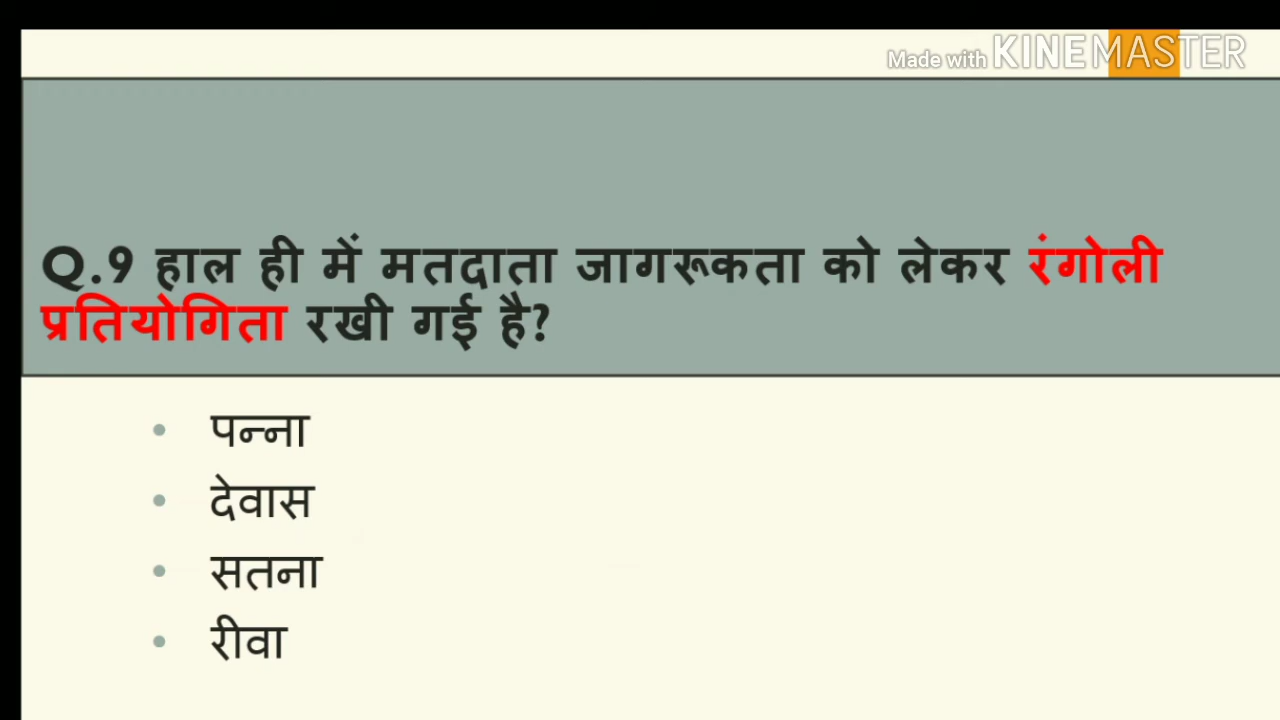 Made with KINEMASTER
Q.9 हाल ही में मतदाता जागरूकता को लेकर रंगोली
प्रतियोगिता रखी गई है?
• पन्ना
• देवास
• सतना
• रीवा